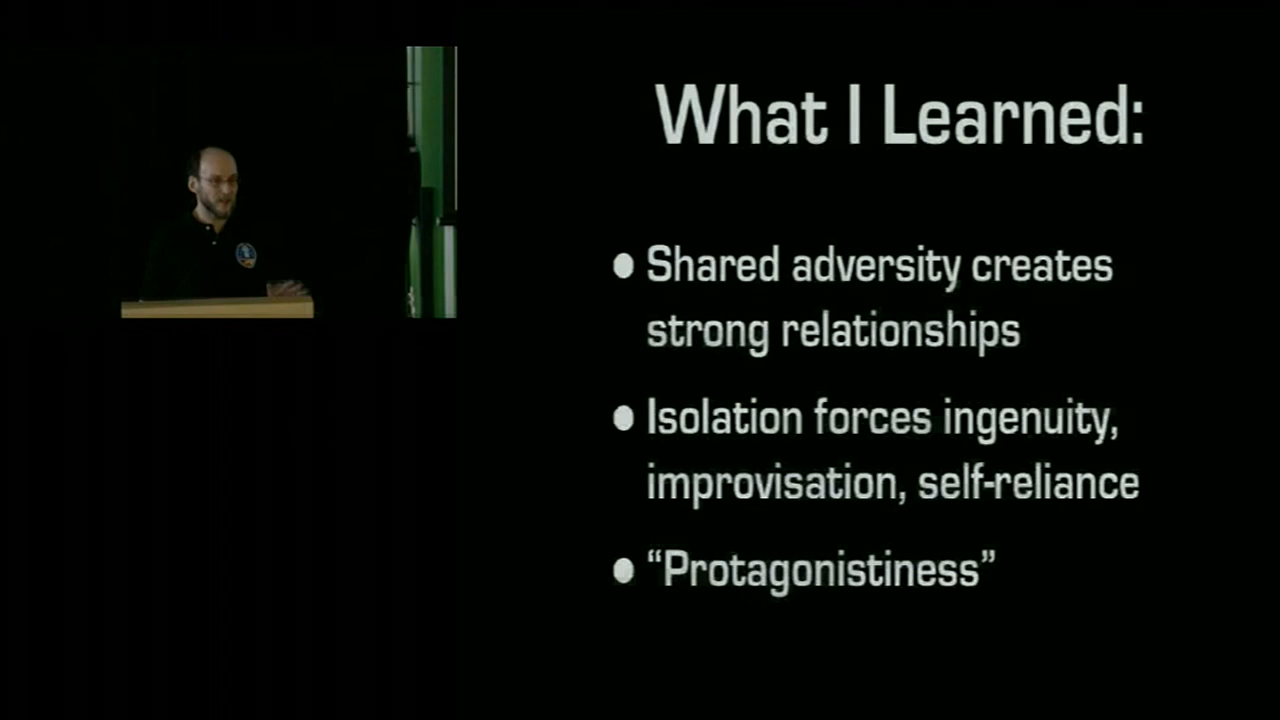 What I Learned:
• Shared adversity creates
strong relationships
• Isolation forces ingenuity,
improvisation, self-reliance
• “Protagonistiness”